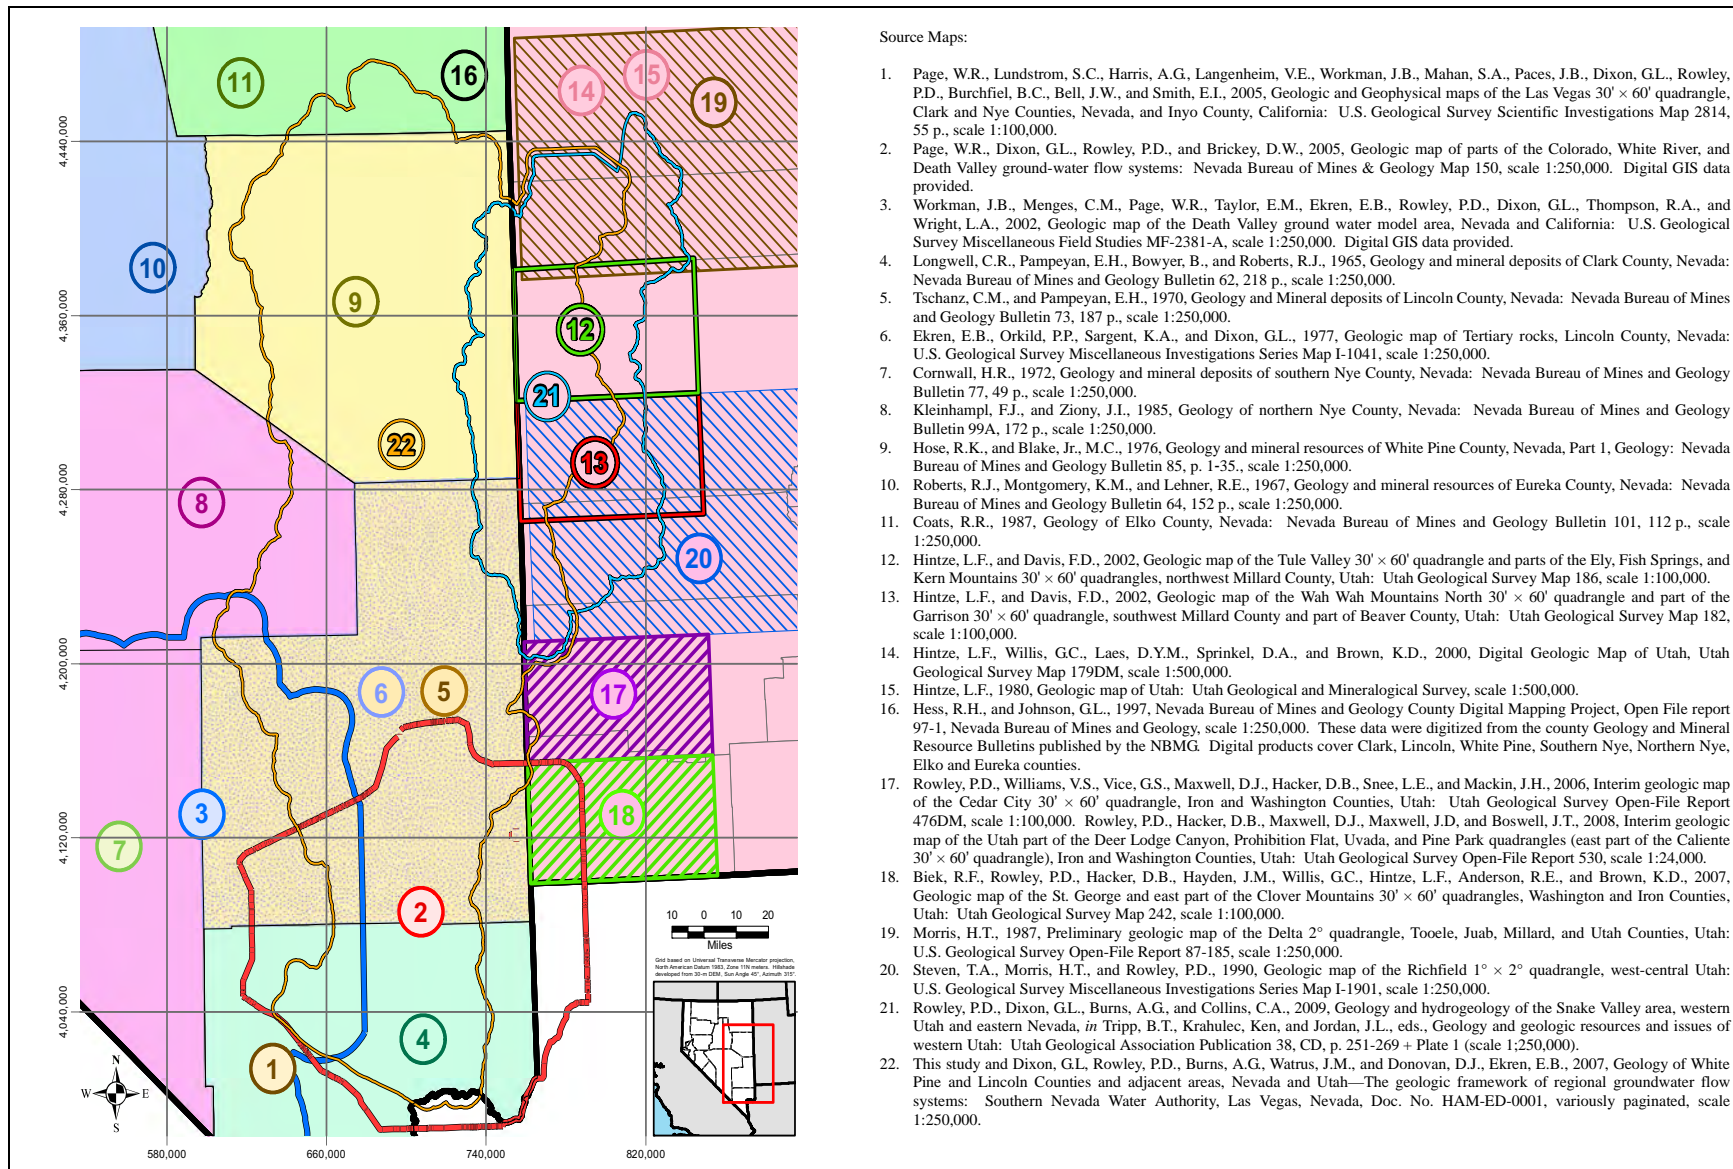 Source Maps:
1. Page, W.R., Lundstrom, S.C., Harris, A.G., Langenheim, V.E., Workman, J.B., Mahan, S.A., Paces, J.B., Dixon, G.L., Rowley,
P.D., Burchfiel, B.C., Bell, J.W., and Smith, E.I., 2005, Geologic and Geophysical maps of the Las Vegas 30' × 60' quadrangle,
Clark and Nye Counties, Nevada, and Inyo County, California: U.S. Geological Survey Scientific Investigations Map 2814,
55 p., scale 1:100,000.
2. Page, W.R., Dixon, G.L., Rowley, P.D., and Brickey, D.W., 2005, Geologic map of parts of the Colorado, White River, and
Death Valley ground-water flow systems: Nevada Bureau of Mines & Geology Map 150, scale 1:250,000. Digital GIS data
provided.
3. Workman, J.B., Menges, C.M., Page, W.R., Taylor, E.M., Ekren, E.B., Rowley, P.D., Dixon, G.L., Thompson, R.A., and
Wright, L.A., 2002, Geologic map of the Death Valley ground water model area, Nevada and California: U.S. Geological
Survey Miscellaneous Field Studies MF-2381-A, scale 1:250,000. Digital GIS data provided.
4. Longwell, C.R., Pampeyan, E.H., Bowyer, B., and Roberts, R.J., 1965, Geology and mineral deposits of Clark County, Nevada:
Nevada Bureau of Mines and Geology Bulletin 62, 218 p., scale 1:250,000.
5. Tschanz, C.M., and Pampeyan, E.H., 1970, Geology and Mineral deposits of Lincoln County, Nevada: Nevada Bureau of Mines
and Geology Bulletin 73, 187 p., scale 1:250,000.
6. Ekren, E.B., Orkild, P.P., Sargent, K.A., and Dixon, G.L., 1977, Geologic map of Tertiary rocks, Lincoln County, Nevada:
U.S. Geological Survey Miscellaneous Investigations Series Map I-1041, scale 1:250,000.
7. Cornwall, H.R., 1972, Geology and mineral deposits of southern Nye County, Nevada: Nevada Bureau of Mines and Geology
Bulletin 77, 49 p., scale 1:250,000.
8. Kleinhampl, F.J., and Ziony, J.I., 1985, Geology of northern Nye County, Nevada: Nevada Bureau of Mines and Geology
Bulletin 99A, 172 p., scale 1:250,000.
9. Hose, R.K., and Blake, Jr., M.C., 1976, Geology and mineral resources of White Pine County, Nevada, Part 1, Geology: Nevada
Bureau of Mines and Geology Bulletin 85, p. 1-35., scale 1:250,000.
10. Roberts, R.J., Montgomery, K.M., and Lehner, R.E., 1967, Geology and mineral resources of Eureka County, Nevada: Nevada
Bureau of Mines and Geology Bulletin 64, 152 p., scale 1:250,000.
11. Coats, R.R., 1987, Geology of Elko County, Nevada: Nevada Bureau of Mines and Geology Bulletin 101, 112 p., scale
1:250,000.
12. Hintze, L.F., and Davis, F.D., 2002, Geologic map of the Tule Valley 30' × 60' quadrangle and parts of the Ely, Fish Springs, and
Kern Mountains 30' × 60' quadrangles, northwest Millard County, Utah: Utah Geological Survey Map 186, scale 1:100,000.
13. Hintze, L.F., and Davis, F.D., 2002, Geologic map of the Wah Wah Mountains North 30' × 60' quadrangle and part of the
Garrison 30' × 60' quadrangle, southwest Millard County and part of Beaver County, Utah: Utah Geological Survey Map 182,
scale 1:100,000.
14. Hintze, L.F., Willis, G.C., Laes, D.Y.M., Sprinkel, D.A., and Brown, K.D., 2000, Digital Geologic Map of Utah, Utah
Geological Survey Map 179DM, scale 1:500,000.
15. Hintze, L.F., 1980, Geologic map of Utah: Utah Geological and Mineralogical Survey, scale 1:500,000.
16. Hess, R.H., and Johnson, G.L., 1997, Nevada Bureau of Mines and Geology County Digital Mapping Project, Open File report
97-1, Nevada Bureau of Mines and Geology, scale 1:250,000. These data were digitized from the county Geology and Mineral
Resource Bulletins published by the NBMG. Digital products cover Clark, Lincoln, White Pine, Southern Nye, Northern Nye,
Elko and Eureka counties.
17. Rowley, P.D., Williams, V.S., Vice, G.S., Maxwell, D.J., Hacker, D.B., Snee, L.E., and Mackin, J.H., 2006, Interim geologic map
of the Cedar City 30' × 60' quadrangle, Iron and Washington Counties, Utah: Utah Geological Survey Open-File Report
476DM, scale 1:100,000. Rowley, P.D., Hacker, D.B., Maxwell, D.J., Maxwell, J.D, and Boswell, J.T., 2008, Interim geologic
map of the Utah part of the Deer Lodge Canyon, Prohibition Flat, Uvada, and Pine Park quadrangles (east part of the Caliente
30' × 60' quadrangle), Iron and Washington Counties, Utah: Utah Geological Survey Open-File Report 530, scale 1:24,000.
18. Biek, R.F., Rowley, P.D., Hacker, D.B., Hayden, J.M., Willis, G.C., Hintze, L.F., Anderson, R.E., and Brown, K.D., 2007,
Geologic map of the St. George and east part of the Clover Mountains 30' × 60' quadrangles, Washington and Iron Counties,
Utah: Utah Geological Survey Map 242, scale 1:100,000.
19. Morris, H.T., 1987, Preliminary geologic map of the Delta 2° quadrangle, Tooele, Juab, Millard, and Utah Counties, Utah:
U.S. Geological Survey Open-File Report 87-185, scale 1:250,000.
20. Steven, T.A., Morris, H.T., and Rowley, P.D., 1990, Geologic map of the Richfield 1° × 2° quadrangle, west-central Utah:
U.S. Geological Survey Miscellaneous Investigations Series Map I-1901, scale 1:250,000.
21. Rowley, P.D., Dixon, G.L., Burns, A.G., and Collins, C.A., 2009, Geology and hydrogeology of the Snake Valley area, western
Utah and eastern Nevada, in Tripp, B.T., Krahulec, Ken, and Jordan, J.L., eds., Geology and geologic resources and issues of
western Utah: Utah Geological Association Publication 38, CD, p. 251-269 + Plate 1 (scale 1;250,000).
22. This study and Dixon, G.L, Rowley, P.D., Burns, A.G., Watrus, J.M., and Donovan, D.J., Ekren, E.B., 2007, Geology of White
Pine and Lincoln Counties and adjacent areas, Nevada and Utah—The geologic framework of regional groundwater flow
systems: Southern Nevada Water Authority, Las Vegas, Nevada, Doc. No. HAM-ED-0001, variously paginated, scale
1:250,000.
16
15
11
14
19
4,440,000
10
9
4,360,000
12
21
22
13
4,280,000
8
20
4,200,000
6
5
17
3
18
4,120,000
7
2
10 0 10 20
Miles
Grid based on Universal Transverse Mercator projection,
North American Datum 1983, Zone 11N meters. Hillshade
developed from 30-m DEM, Sun Angle 45°, Azimuth 315°.
4,040,000
4
1
N
W E
S
580,000
660,000
740,000
820,000